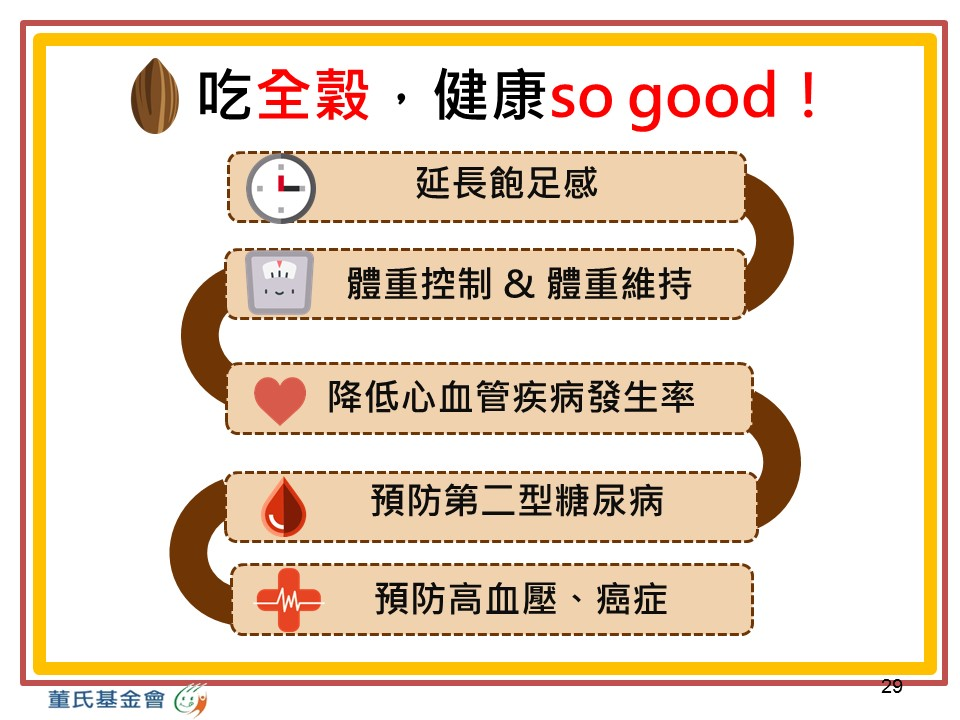 吃全穀，健康so good！
延長飽足感
體重控制 & 體重維持
降低心血管疾病發生率
預防第二型糖尿病
預防高血壓、癌症
董氏基金會
29